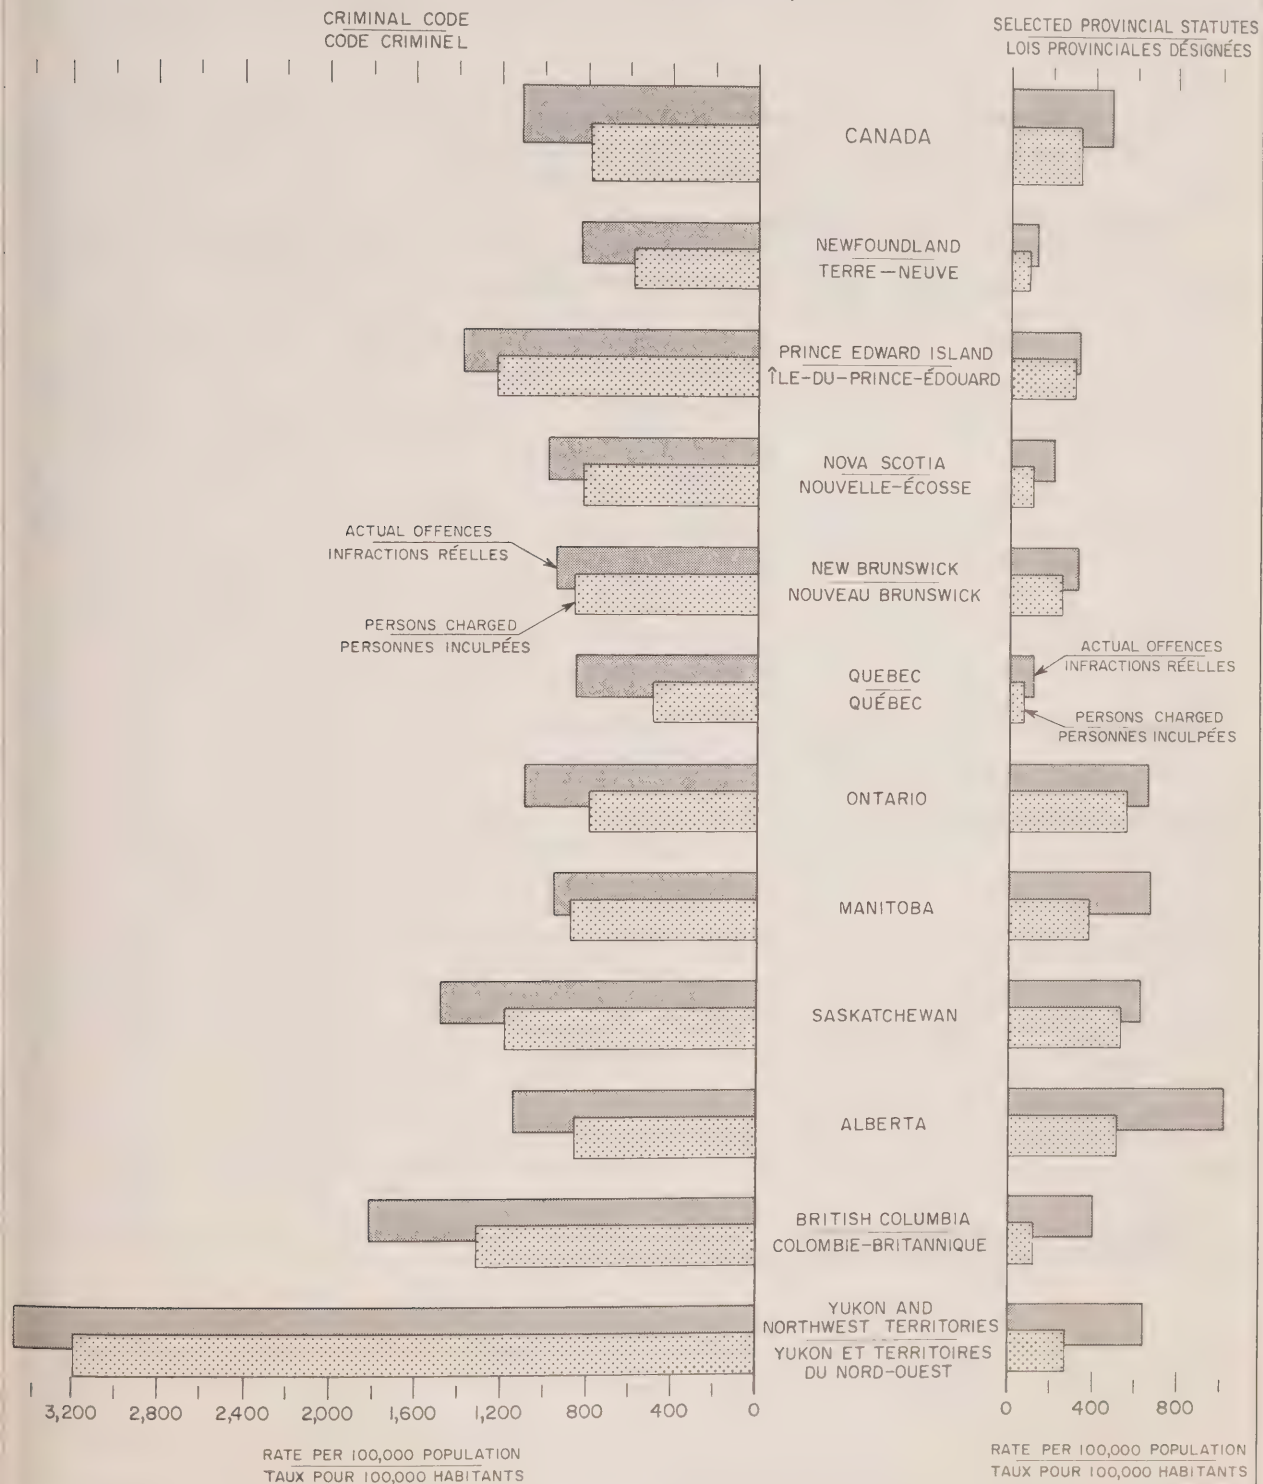 CRIMINAL CODE
CODE CRIMINEL
SELECTED PROVINCIAL STATUTES
LOIS PROVINCIALES DÉSIGNÉES
CANADA
NEWFOUNDLAND
TERRE—NEUVE
PRINCE EDWARD ISLAND
ÎLE-DU-PRINCE-ÉDOUARD
NOVA SCOTIA
NOUVELLE-ÉCOSSE
ACTUAL OFFENCES
INFRACTIONS RÉELLES
NEW BRUNSWICK
NOUVEAU BRUNSWICK
PERSONS CHARGED
PERSONNES INCULPÉES
QUEBEC
QUÉBEC
ACTUAL OFFENCES
INFRACTIONS RÉELLES
PERSONS CHARGED
PERSONNES INCULPÉES
ONTARIO
MANITOBA
SASKATCHEWAN
ALBERTA
BRITISH COLUMBIA
COLOMBIE-BRITANNIQUE
YUKON AND
NORTHWEST TERRITORIES
YUKON ET TERRITOIRES
DU NORD-OUEST
3,200 2,800 2,400 2,000 1,600 1,200 800 400 0
0 400 800
RATE PER 100,000 POPULATION
TAUX POUR 100,000 HABITANTS
RATE PER 100,000 POPULATION
TAUX POUR 100,000 HABITANTS